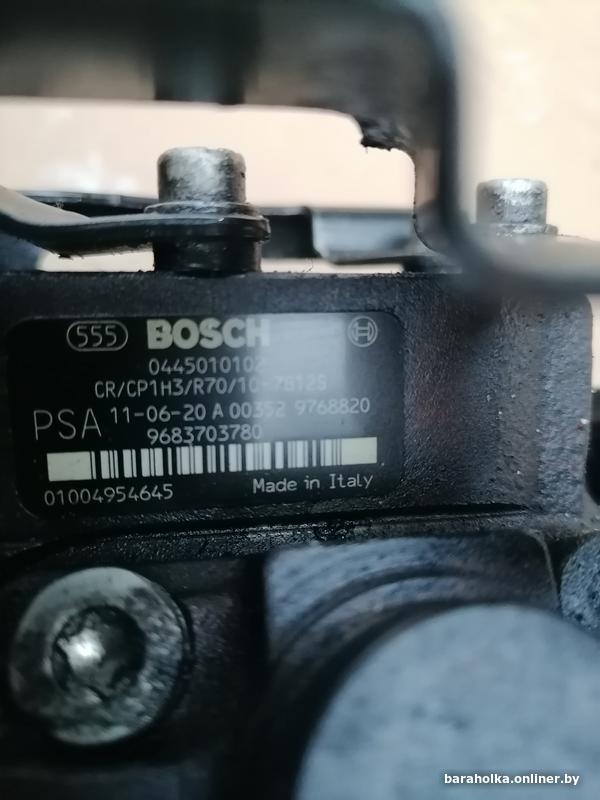 555 BOSCH
0445010102
CR/CP1H3/R70/10-7812S
PSA 11-06-20 A 00352 9768820
9683703780
01004954645 Made in Italy
baraholka.onliner.by